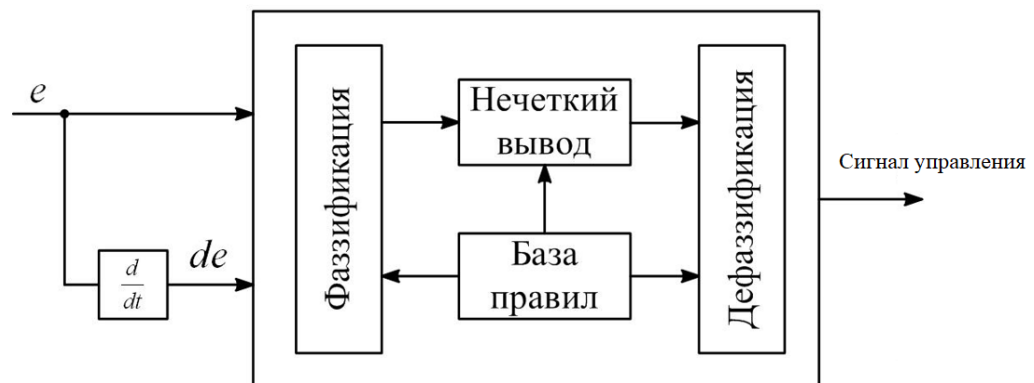 e
Фаззификация
Нечеткий
вывод
Дефаззификация
Сигнал управления
d
dt
de
База
правил